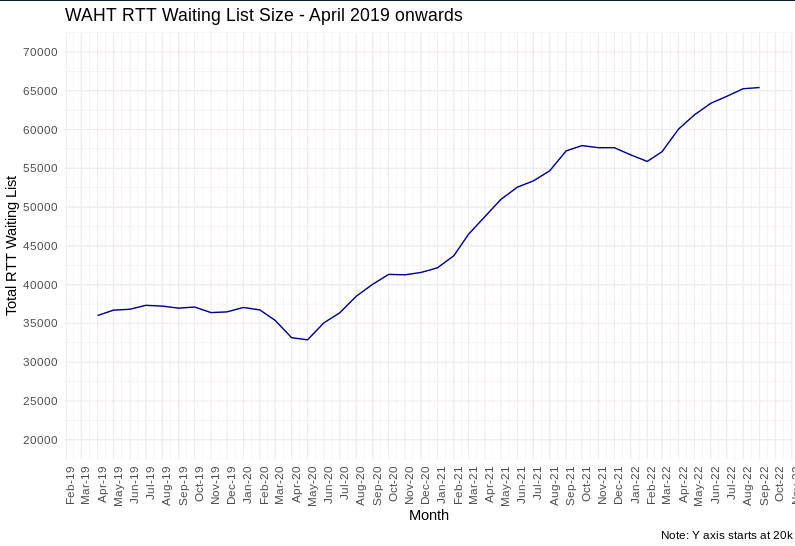 WAHT RTT Waiting List Size - April 2019 onwards
Total RTT Waiting List
70000
65000
60000
55000
50000
45000
40000
35000
30000
25000
20000
Feb-19
Mar-19
Apr-19
May-19
Jun-19
Jul-19
Aug-19
Sep-19
Oct-19
Nov-19
Dec-19
Jan-20
Feb-20
Mar-20
Apr-20
May-20
Jun-20
Jul-20
Aug-20
Sep-20
Oct-20
Nov-20
Dec-20
Jan-21
Feb-21
Mar-21
Apr-21
May-21
Jun-21
Jul-21
Aug-21
Sep-21
Oct-21
Nov-21
Dec-21
Jan-22
Feb-22
Mar-22
Apr-22
May-22
Jun-22
Jul-22
Aug-22
Sep-22
Oct-22
Month
Note: Y axis starts at 20k